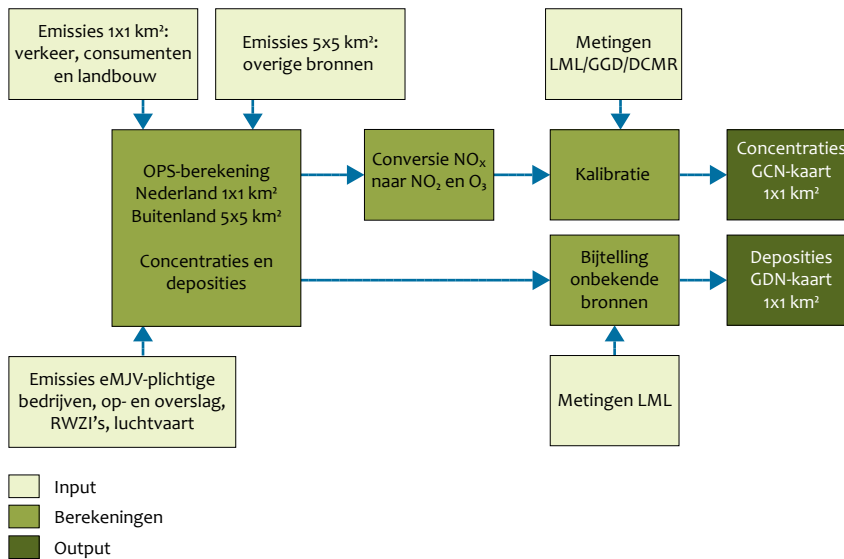 Emissies 1x1 km²:
verkeer, consumenten
en landbouw
Emissies 5x5 km²:
overige bronnen
Metingen
LML/GGD/DCMR
OPS-berekening
Nederland 1x1 km²
Buitenland 5x5 km²
Concentraties en
deposities
Conversie NOₓ
naar NO₂ en O₃
Kalibratie
Concentraties
GCN-kaart
1x1 km²
Bijtelling
onbekende
bronnen
Deposities
GDN-kaart
1x1 km²
Emissies eMJV-plichtige
bedrijven, op- en overslag,
RWZI's, luchtvaart
Metingen LML
Input
Berekeningen
Output